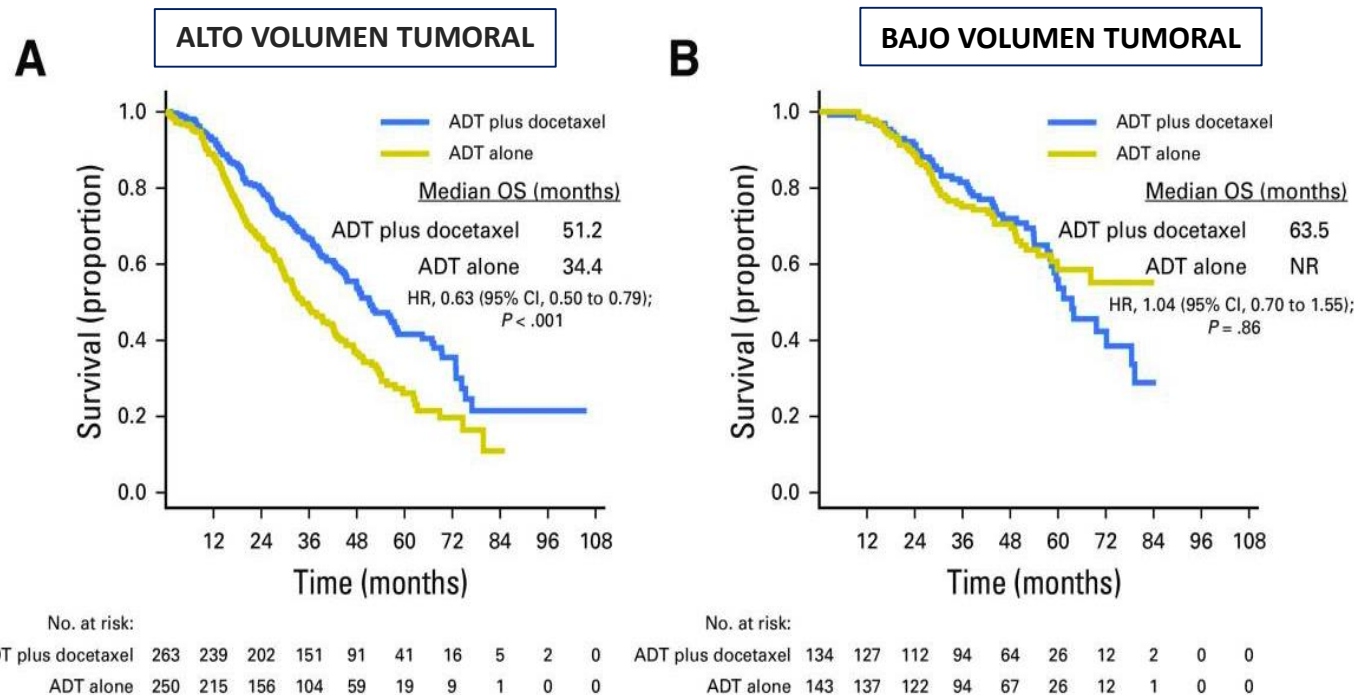 A
ALTO VOLUMEN TUMORAL
ADT plus docetaxel
ADT alone
Median OS (months)
ADT plus docetaxel 51.2
ADT alone 34.4
HR, 0.63 (95% CI, 0.50 to 0.79);
P < .001
Survival (proportion)
1.0
0.8
0.6
0.4
0.2
0.0
12 24 36 48 60 72 84 96 108
Time (months)
No. at risk:
T plus docetaxel 263 239 202 151 91 41 16 5 2 0
ADT alone 250 215 156 104 59 19 9 1 0 0
B
BAJO VOLUMEN TUMORAL
ADT plus docetaxel
ADT alone
Median OS (months)
ADT plus docetaxel 63.5
ADT alone NR
HR, 1.04 (95% CI, 0.70 to 1.55);
P = .86
Survival (proportion)
1.0
0.8
0.6
0.4
0.2
0.0
12 24 36 48 60 72 84 96 108
Time (months)
No. at risk:
ADT plus docetaxel 134 127 112 94 64 26 12 2 0 0
ADT alone 143 137 122 94 67 26 12 1 0 0